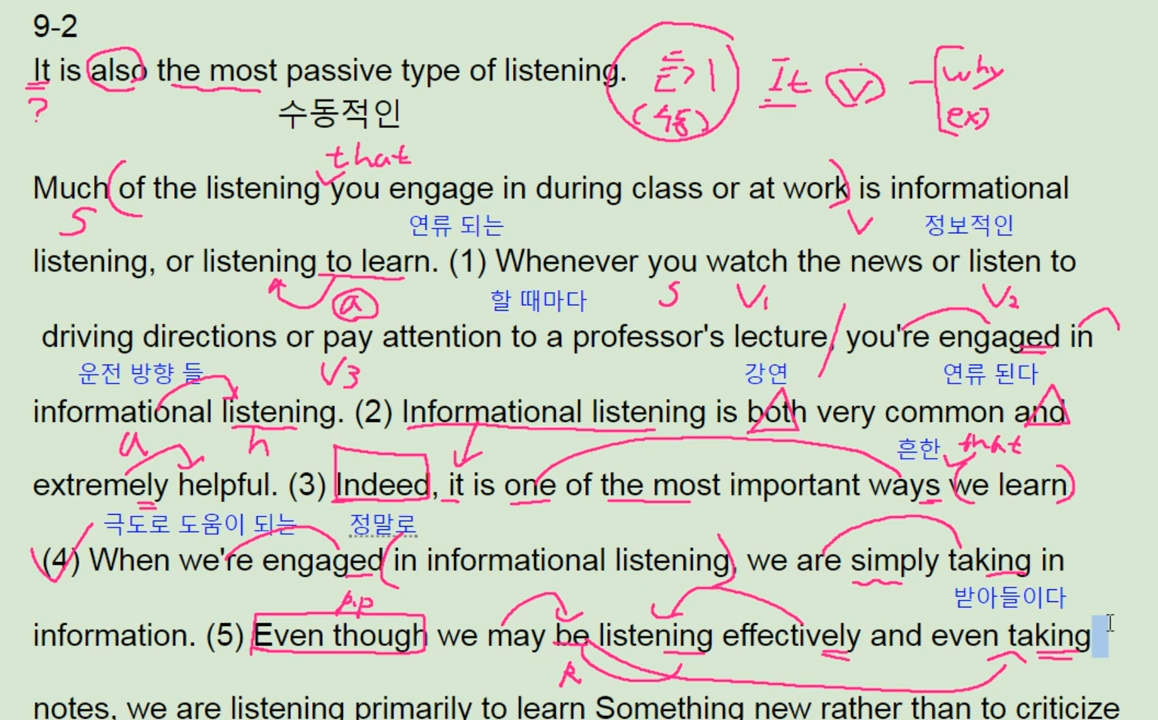 9-2
It is also the most passive type of listening. 듣기 It V why
? 수동적인 (수동) ex)
that
Much (of the listening you engage in during class or at work) is informational
S 연류 되는 V 정보적인
listening, or listening to learn. (1) Whenever you watch the news or listen to
a 할 때마다 S V1 V2
driving directions or pay attention to a professor's lecture, / you're engaged in
운전 방향 들 V3 강연 연류 된다
informational listening. (2) Informational listening is both very common and
a n 흔한 that
extremely helpful. (3) Indeed, it is one of the most important ways (we learn)
극도로 도움이 되는 정말로
(4) When we're engaged (in informational listening), we are simply taking in
p.p 받아들이다
information. (5) Even though we may be listening effectively and even taking
R
notes, we are listening primarily to learn Something new rather than to criticize